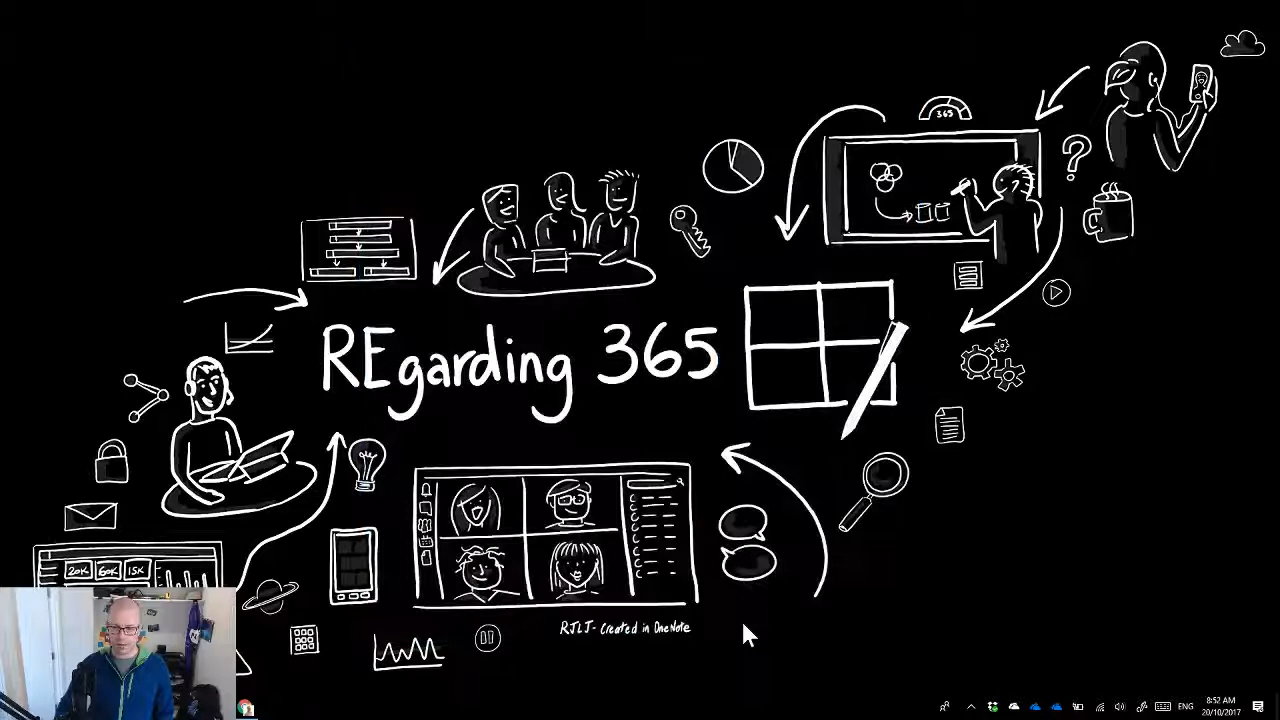 365
REgarding 365
20K 60K 15K
RJLJ - Created in OneNote
ENG
8:52 AM
20/10/2017